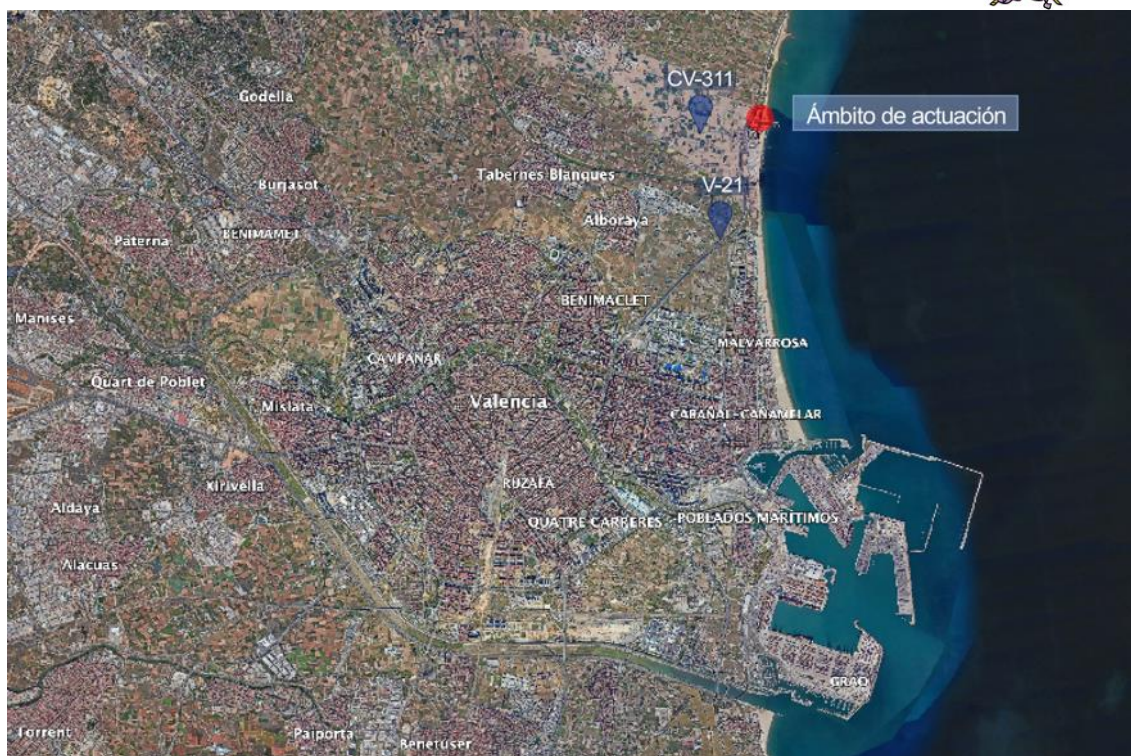 CV-311
Ámbito de actuación
Godella
Tabernes Blanques
Burjasot
V-21
Alboraya
BENIMAMET
Paterna
BENIMACLET
Manises
MALVARROSA
CAMPANAR
Quart de Poblet
Mislata
Valencia
CABAÑAL-CAÑAMELAR
Xirivella
RUZAFA
Aldaya
QUATRE CARRERES
POBLADOS MARÍTIMOS
Alacuas
GRAO
Torrent
Paiporta
Benetuser